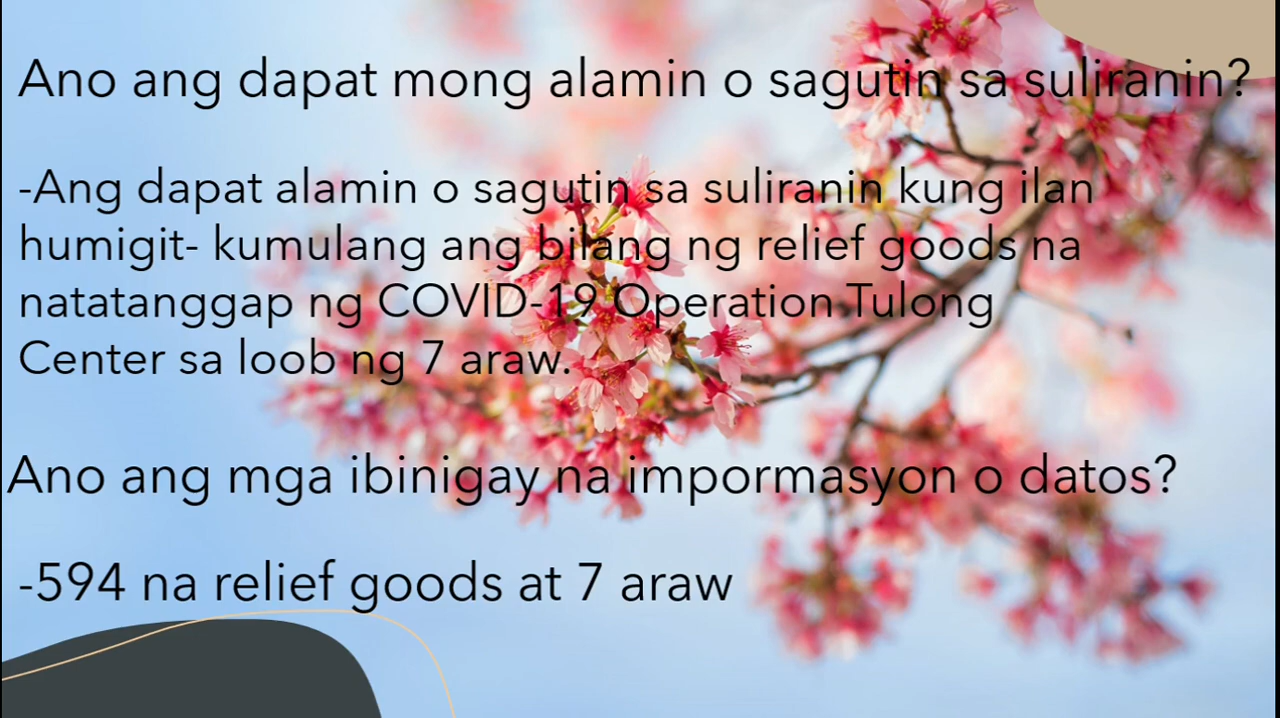 Ano ang dapat mong alamin o sagutin sa suliranin?
-Ang dapat alamin o sagutin sa suliranin kung ilan
humigit- kumulang ang bilang ng relief goods na
natatanggap ng COVID-19 Operation Tulong
Center sa loob ng 7 araw.
Ano ang mga ibinigay na impormasyon o datos?
-594 na relief goods at 7 araw